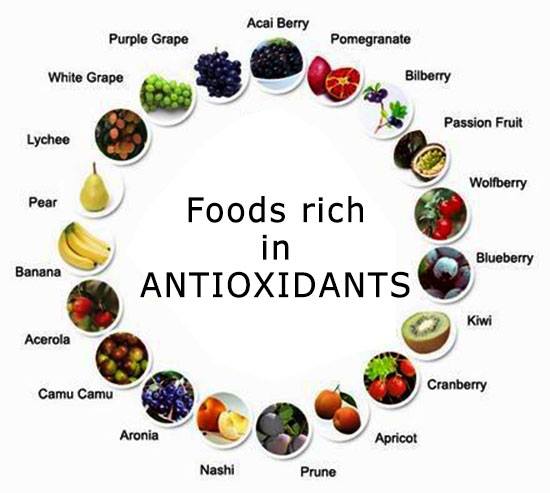 Acai Berry
Pomegranate
Bilberry
Passion Fruit
Wolfberry
Blueberry
Kiwi
Cranberry
Apricot
Prune
Nashi
Aronia
Camu Camu
Acerola
Banana
Pear
Lychee
White Grape
Purple Grape
Foods rich
in
ANTIOXIDANTS